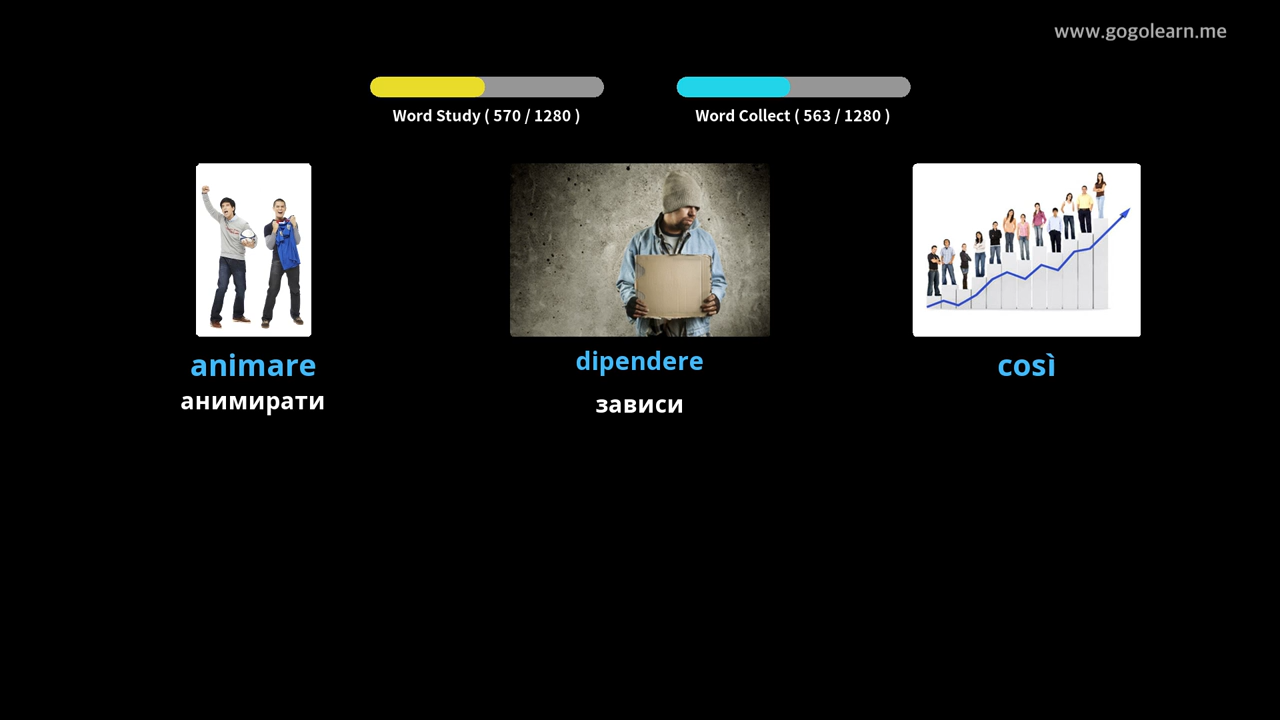 www.gogolearn.me
Word Study ( 570 / 1280 )
Word Collect ( 563 / 1280 )
animare
анимирати
dipendere
зависи
così